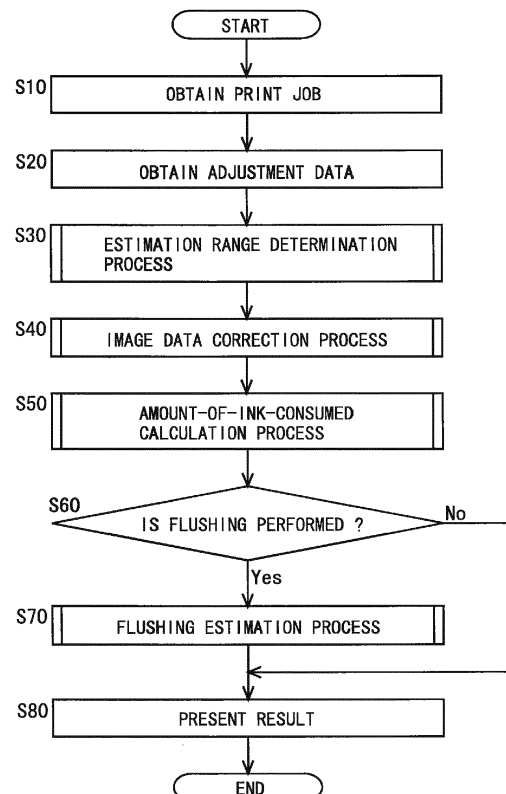 START
S10
OBTAIN PRINT JOB
S20
OBTAIN ADJUSTMENT DATA
S30
ESTIMATION RANGE DETERMINATION
PROCESS
S40
IMAGE DATA CORRECTION PROCESS
S50
AMOUNT-OF-INK-CONSUMED
CALCULATION PROCESS
S60
IS FLUSHING PERFORMED ?
No
Yes
S70
FLUSHING ESTIMATION PROCESS
S80
PRESENT RESULT
END